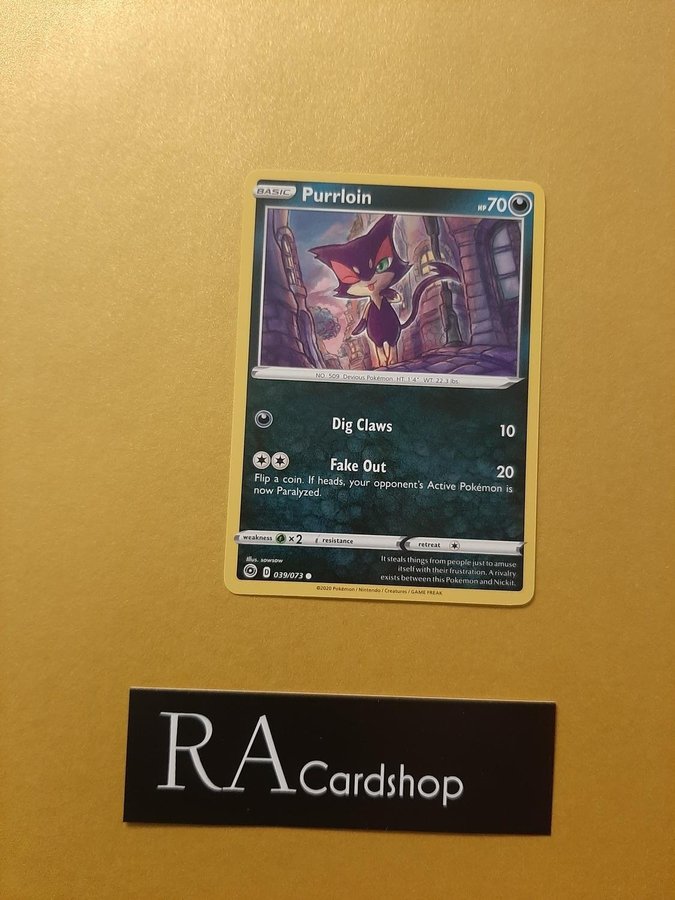 BASIC Purrloin HP 70
NO. 509 Devious Pokémon HT: 1'4" WT: 22.3 lbs.
Dig Claws 10
Fake Out 20
Flip a coin. If heads, your opponent's Active Pokémon is
now Paralyzed.
weakness ×2 resistance retreat
Illus. sowsow
It steals things from people just to amuse
itself with their frustration. A rivalry
exists between this Pokémon and Nickit.
D 039/073
©2020 Pokémon / Nintendo / Creatures / GAME FREAK
RA Cardshop